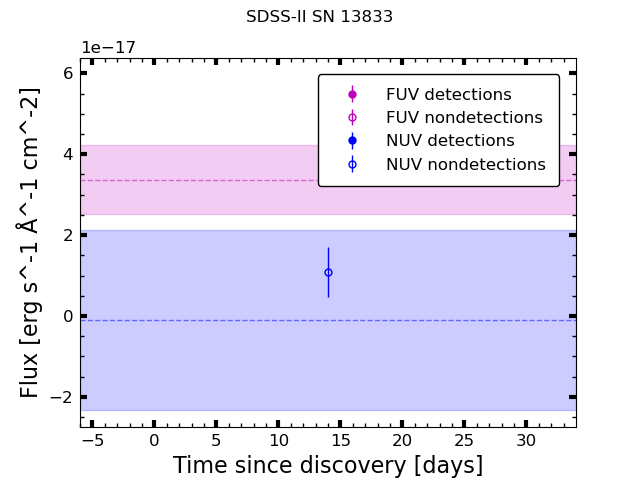 SDSS-II SN 13833
1e−17
6
4
2
0
−2
FUV detections
FUV nondetections
NUV detections
NUV nondetections
−5 0 5 10 15 20 25 30
Time since discovery [days]
Flux [erg s^-1 Å^-1 cm^-2]